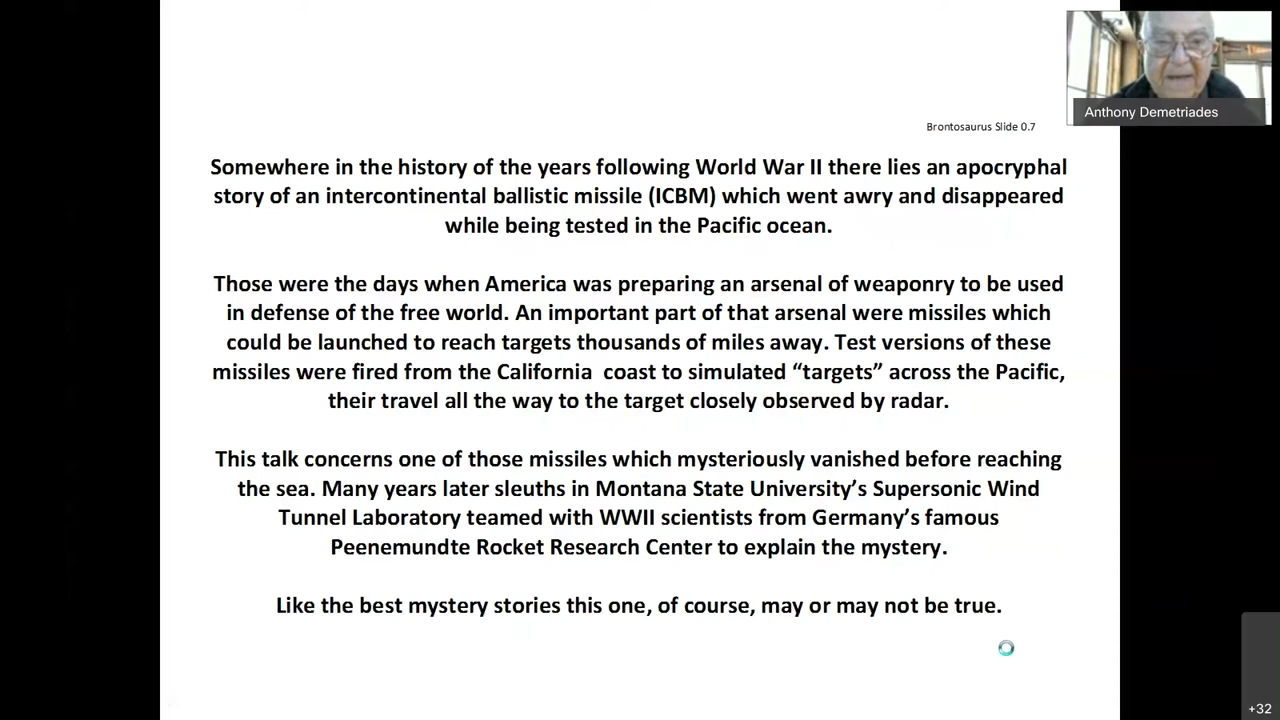 Anthony Demetriades
Brontosaurus Slide 0.7
Somewhere in the history of the years following World War II there lies an apocryphal
story of an intercontinental ballistic missile (ICBM) which went awry and disappeared
while being tested in the Pacific ocean.
Those were the days when America was preparing an arsenal of weaponry to be used
in defense of the free world. An important part of that arsenal were missiles which
could be launched to reach targets thousands of miles away. Test versions of these
missiles were fired from the California  coast to simulated “targets” across the Pacific,
their travel all the way to the target closely observed by radar.
This talk concerns one of those missiles which mysteriously vanished before reaching
the sea. Many years later sleuths in Montana State University’s Supersonic Wind
Tunnel Laboratory teamed with WWII scientists from Germany’s famous
Peenemundte Rocket Research Center to explain the mystery.
Like the best mystery stories this one, of course, may or may not be true.
+32